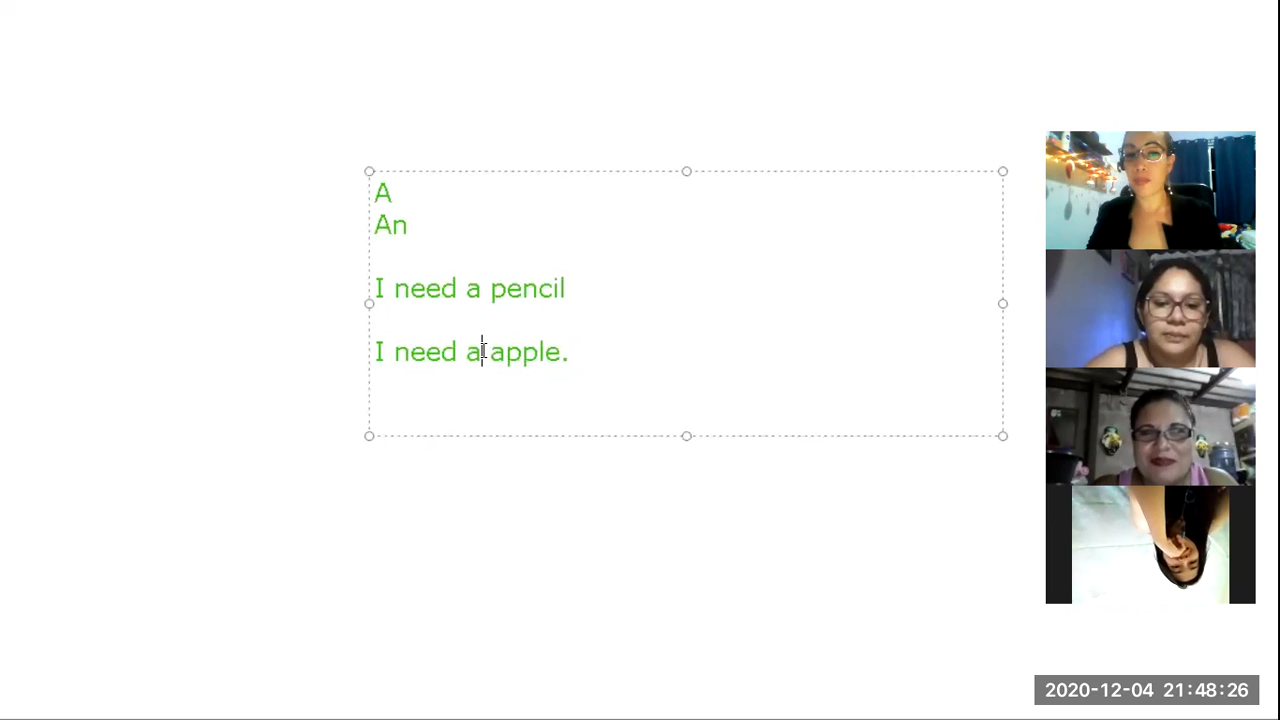 A
An
I need a pencil
I need a apple.
2020-12-04 21:48:26